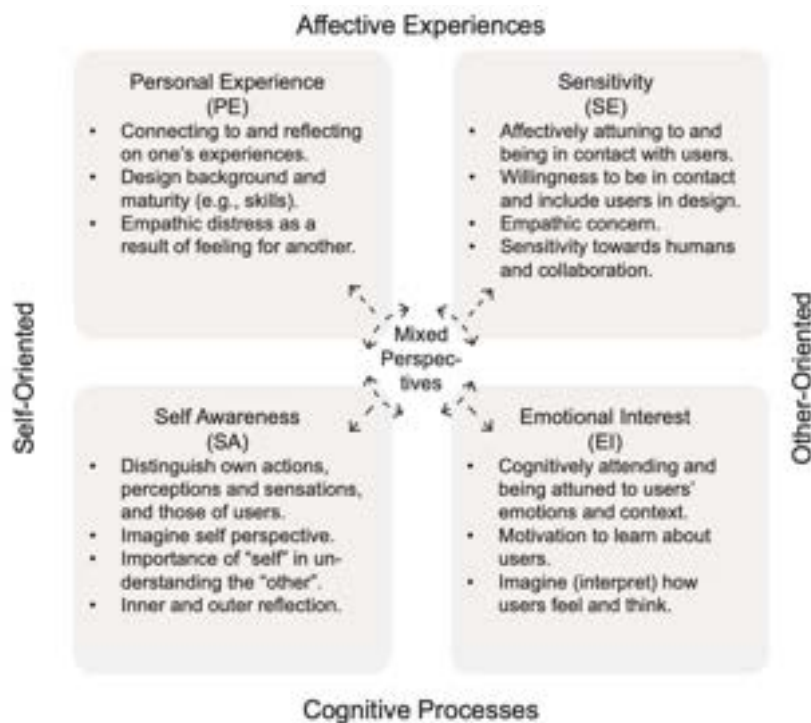 Affective Experiences
Personal Experience
(PE)
• Connecting to and reflecting
on one's experiences.
• Design background and
maturity (e.g., skills).
• Empathic distress as a
result of feeling for another.
Sensitivity
(SE)
• Affectively attuning to and
being in contact with users.
• Willingness to be in contact
and include users in design.
• Empathic concern.
• Sensitivity towards humans
and collaboration.
Self-Oriented
Mixed
Perspec-
tives
Other-Oriented
Self Awareness
(SA)
• Distinguish own actions,
perceptions and sensations,
and those of users.
• Imagine self perspective.
• Importance of "self" in un-
derstanding the "other".
• Inner and outer reflection.
Emotional Interest
(EI)
• Cognitively attending and
being attuned to users'
emotions and context.
• Motivation to learn about
users.
• Imagine (interpret) how
users feel and think.
Cognitive Processes